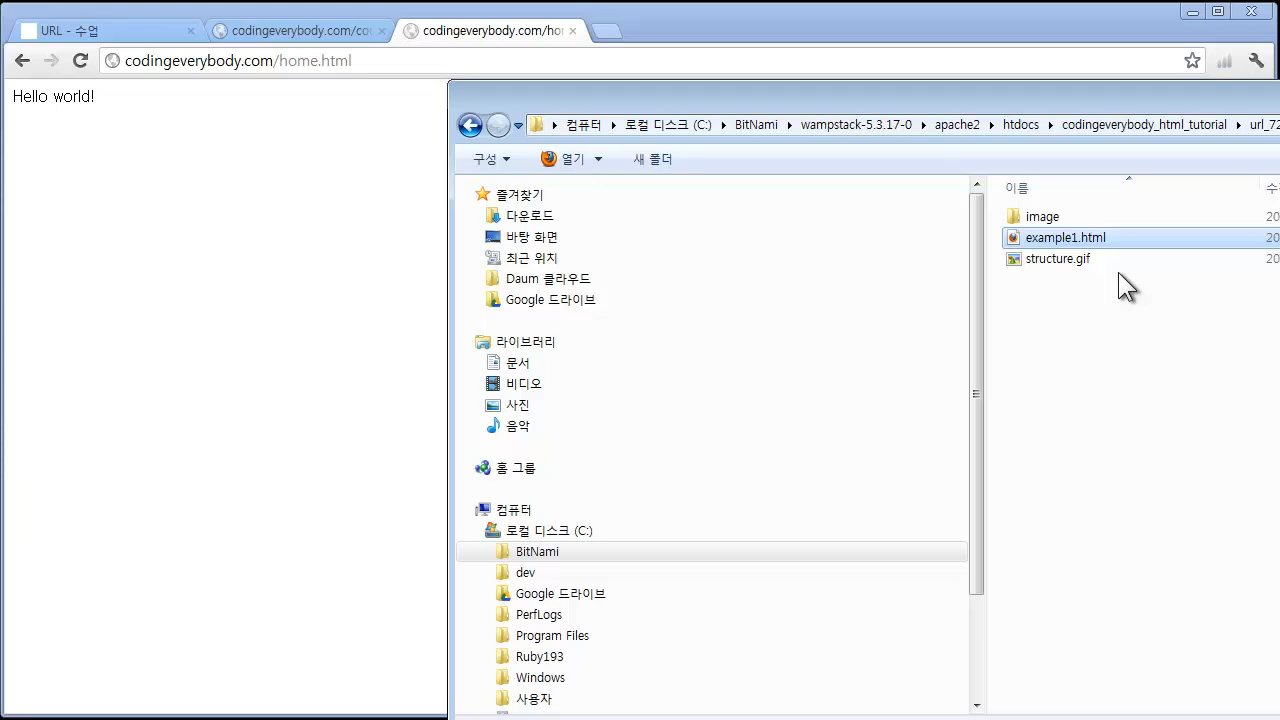 URL - 수업
codingeverybody.com/co
codingeverybody.com/ho
codingeverybody.com/home.html
Hello world!
컴퓨터
로컬 디스크 (C:)
BitNami
wampstack-5.3.17-0
apache2
htdocs
codingeverybody_html_tutorial
url_72
구성
열기
새 폴더
즐겨찾기
다운로드
바탕 화면
최근 위치
Daum 클라우드
Google 드라이브
라이브러리
문서
비디오
사진
음악
홈 그룹
컴퓨터
로컬 디스크 (C:)
BitNami
dev
Google 드라이브
PerfLogs
Program Files
Ruby193
Windows
사용자
이름
수
image
20
example1.html
20
structure.gif
20